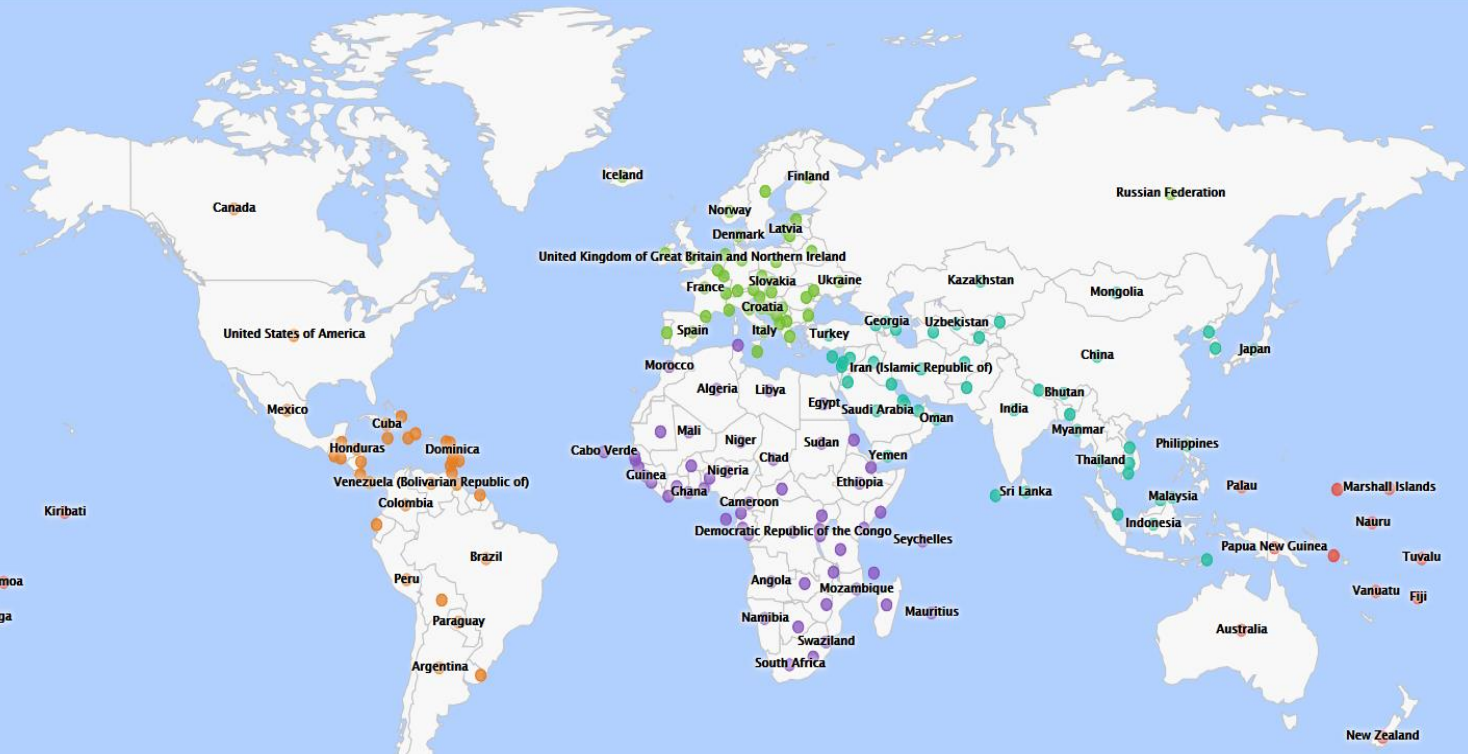 Iceland
Finland
Russian Federation
Canada
Norway
Latvia
Denmark
United Kingdom of Great Britain and Northern Ireland
Slovakia
Ukraine
Kazakhstan
France
Mongolia
Croatia
Georgia
Uzbekistan
United States of America
Spain
Italy
Turkey
Japan
China
Morocco
Iran (Islamic Republic of)
Algeria
Libya
Bhutan
Egypt
Saudi Arabia
India
Mexico
Oman
Cuba
Mali
Myanmar
Niger
Sudan
Philippines
Honduras
Dominica
Cabo Verde
Chad
Yemen
Thailand
Guinea
Nigeria
Venezuela (Bolivarian Republic of)
Ethiopia
Palau
Marshall Islands
Ghana
Sri Lanka
Malaysia
Colombia
Cameroon
Kiribati
Nauru
Indonesia
Democratic Republic of the Congo
Seychelles
Papua New Guinea
Brazil
Tuvalu
Peru
Angola
moa
Mozambique
Vanuatu
Fiji
Mauritius
ga
Namibia
Paraguay
Australia
Swaziland
South Africa
Argentina
New Zealand